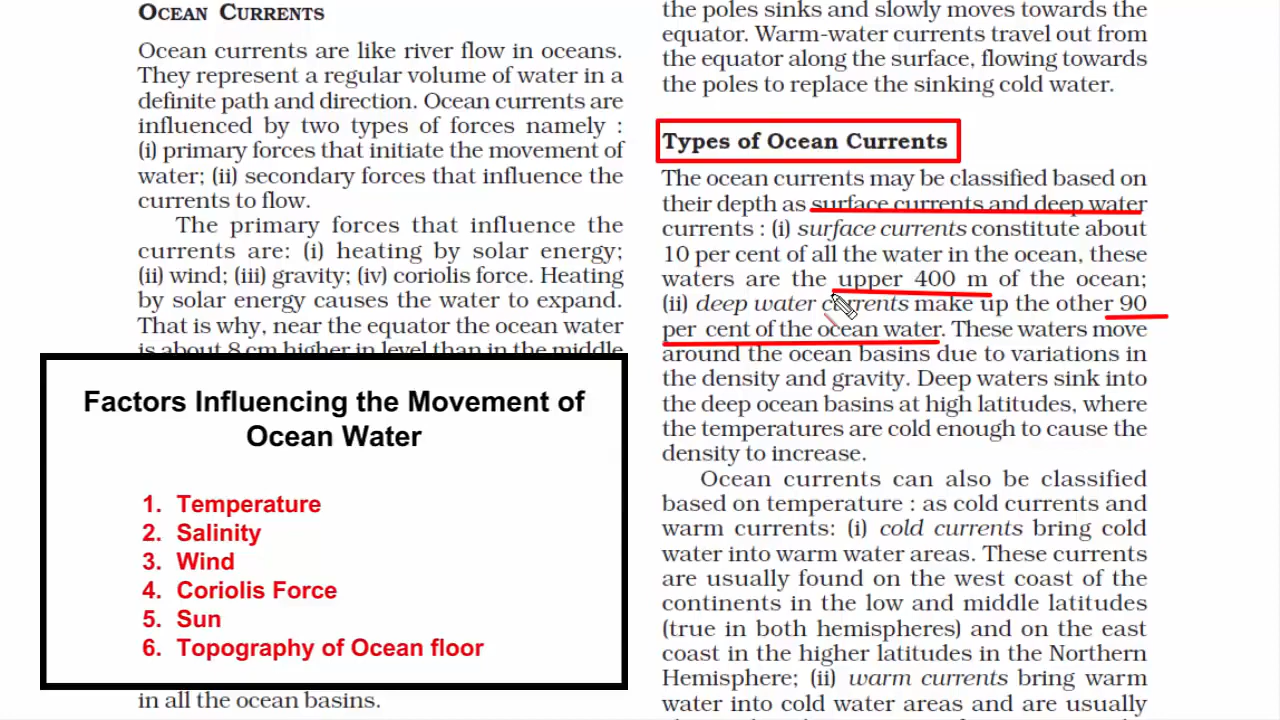 OCEAN CURRENTS
Ocean currents are like river flow in oceans.
They represent a regular volume of water in a
definite path and direction. Ocean currents are
influenced by two types of forces namely :
(i) primary forces that initiate the movement of
water; (ii) secondary forces that influence the
currents to flow.
The primary forces that influence the
currents are: (i) heating by solar energy;
(ii) wind; (iii) gravity; (iv) coriolis force. Heating
by solar energy causes the water to expand.
That is why, near the equator the ocean water
is about 8 cm higher in level than in the middle
Factors Influencing the Movement of
Ocean Water
1. Temperature
2. Salinity
3. Wind
4. Coriolis Force
5. Sun
6. Topography of Ocean floor
in all the ocean basins.
the poles sinks and slowly moves towards the
equator. Warm-water currents travel out from
the equator along the surface, flowing towards
the poles to replace the sinking cold water.
Types of Ocean Currents
The ocean currents may be classified based on
their depth as surface currents and deep water
currents : (i) surface currents constitute about
10 per cent of all the water in the ocean, these
waters are the upper 400 m of the ocean;
(ii) deep water currents make up the other 90
per cent of the ocean water. These waters move
around the ocean basins due to variations in
the density and gravity. Deep waters sink into
the deep ocean basins at high latitudes, where
the temperatures are cold enough to cause the
density to increase.
Ocean currents can also be classified
based on temperature : as cold currents and
warm currents: (i) cold currents bring cold
water into warm water areas. These currents
are usually found on the west coast of the
continents in the low and middle latitudes
(true in both hemispheres) and on the east
coast in the higher latitudes in the Northern
Hemisphere; (ii) warm currents bring warm
water into cold water areas and are usually